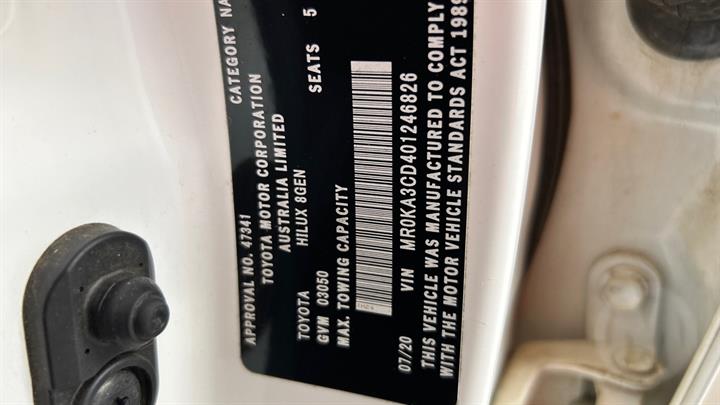 APPROVAL NO. 47341 CATEGORY NA
TOYOTA MOTOR CORPORATION
AUSTRALIA LIMITED
TOYOTA HILUX 8GEN SEATS 5
GVM 03050
MAX. TOWING CAPACITY
07/20 VIN MR0KA3CD401246826
THIS VEHICLE WAS MANUFACTURED TO COMPLY
WITH THE MOTOR VEHICLE STANDARDS ACT 1989